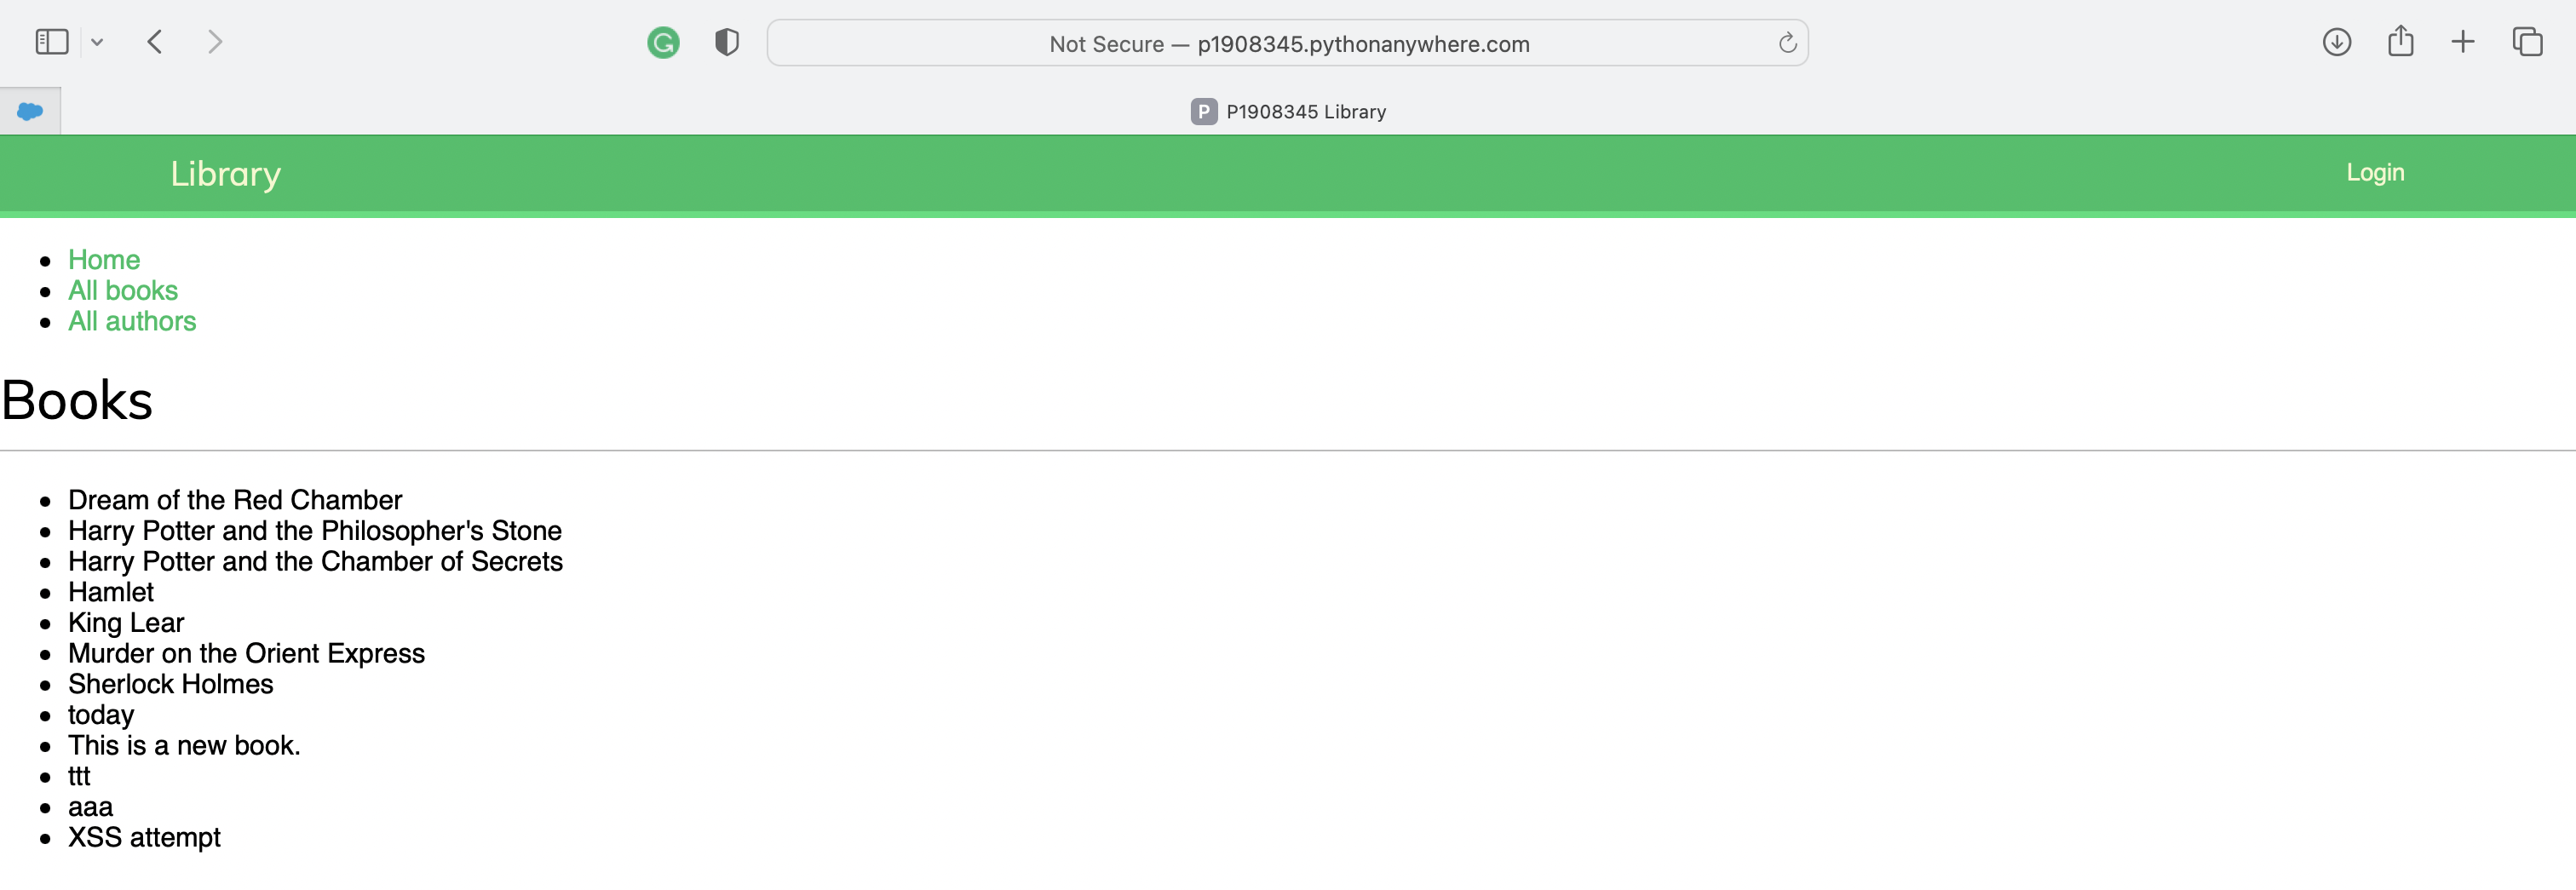 Not Secure — p1908345.pythonanywhere.com
P P1908345 Library
Library Login
Home
All books
All authors
Books
Dream of the Red Chamber
Harry Potter and the Philosopher's Stone
Harry Potter and the Chamber of Secrets
Hamlet
King Lear
Murder on the Orient Express
Sherlock Holmes
today
This is a new book.
ttt
aaa
XSS attempt